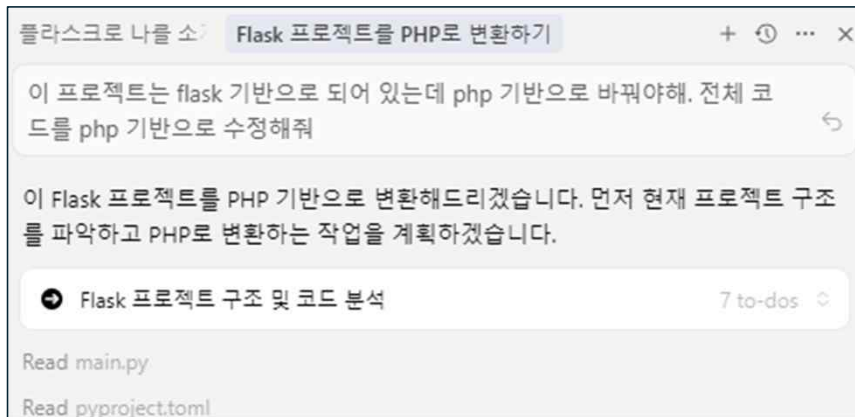 플라스크로 나를 소 Flask 프로젝트를 PHP로 변환하기
이 프로젝트는 flask 기반으로 되어 있는데 php 기반으로 바꿔야해. 전체 코
드를 php 기반으로 수정해줘
이 Flask 프로젝트를 PHP 기반으로 변환해드리겠습니다. 먼저 현재 프로젝트 구조
를 파악하고 PHP로 변환하는 작업을 계획하겠습니다.
Flask 프로젝트 구조 및 코드 분석 7 to-dos
Read main.py
Read pyproject.toml